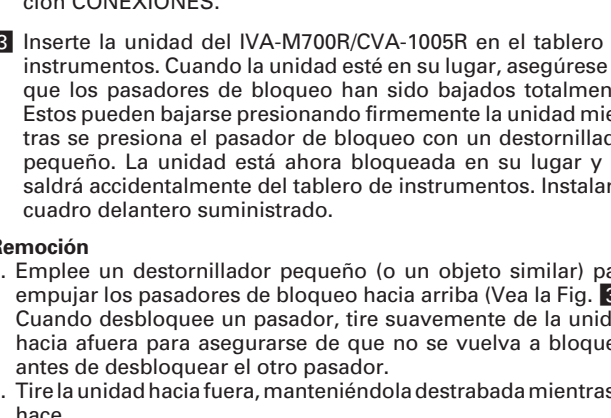 ción CONEXIONES.
3 Inserte la unidad del IVA-M700R/CVA-1005R en el tablero
instrumentos. Cuando la unidad esté en su lugar, asegúrese
que los pasadores de bloqueo han sido bajados totalmen
Estos pueden bajarse presionando firmemente la unidad mie
tras se presiona el pasador de bloqueo con un destornillad
pequeño. La unidad está ahora bloqueada en su lugar y
saldrá accidentalmente del tablero de instrumentos. Instalar
cuadro delantero suministrado.
Remoción
. Emplee un destornillador pequeño (o un objeto similar) pa
empujar los pasadores de bloqueo hacia arriba (Vea la Fig. 3
Cuando desbloquee un pasador, tire suavemente de la unid
hacia afuera para asegurarse de que no se vuelva a bloque
antes de desbloquear el otro pasador.
. Tire la unidad hacia fuera, manteniéndola destrabada mientras
hace